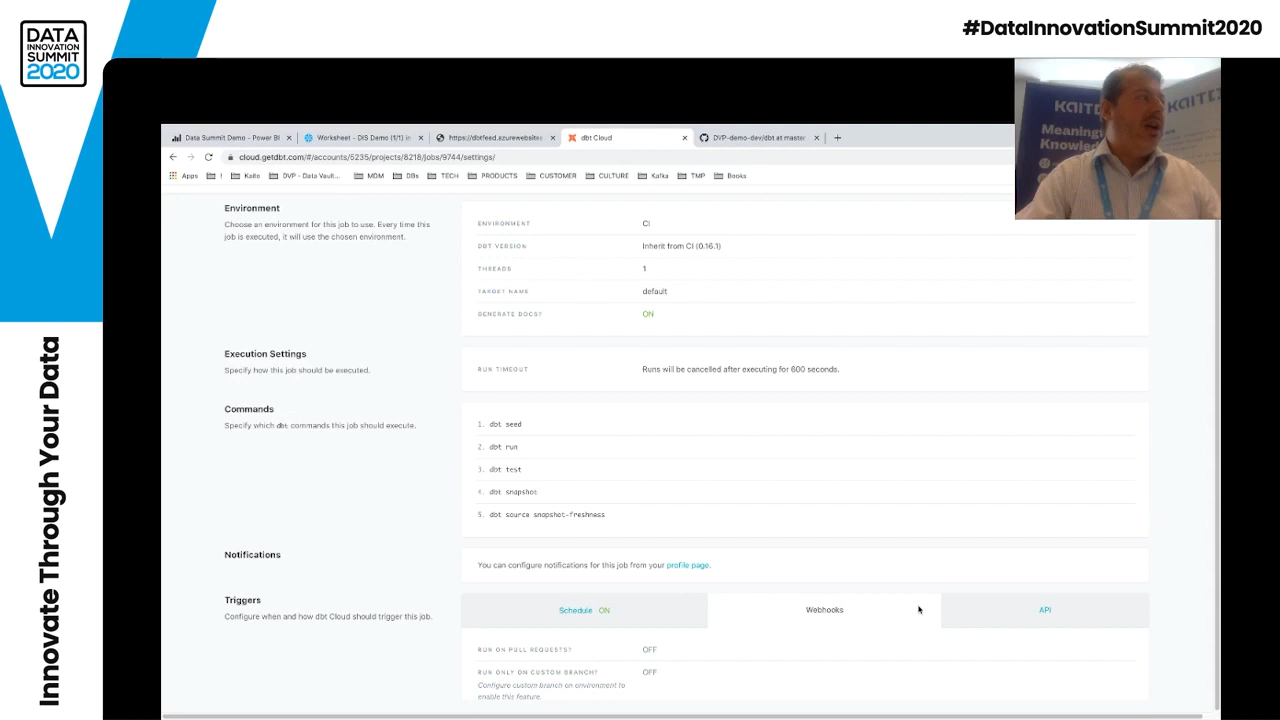 DATA
INNOVATION
SUMMIT
2020
#DataInnovationSummit2020
Innovate Through Your Data
KAITO
Meaning
Knowled
Data Summit Demo - Power BI
Worksheet - DIS Demo (1/1) in
https://dbtfeed.azurewebsites
dbt Cloud
DVP-demo-dev/dbt at master
cloud.getdbt.com/#/accounts/5235/projects/8218/jobs/9744/settings/
Apps
!
Kaito
DVP - Data Vault...
MDM
DBs
TECH
PRODUCTS
CUSTOMER
CULTURE
Kafka
TMP
Books
Environment
Choose an environment for this job to use. Every time this
job is executed, it will use the chosen environment.
ENVIRONMENT CI
DBT VERSION Inherit from CI (0.16.1)
THREADS 1
TARGET NAME default
GENERATE DOCS? ON
Execution Settings
Specify how this job should be executed.
RUN TIMEOUT Runs will be cancelled after executing for 600 seconds.
Commands
Specify which dbt commands this job should execute.
1. dbt seed
2. dbt run
3. dbt test
4. dbt snapshot
5. dbt source snapshot-freshness
Notifications
You can configure notifications for this job from your profile page.
Triggers
Configure when and how dbt Cloud should trigger this job.
Schedule ON
Webhooks
API
RUN ON PULL REQUESTS? OFF
RUN ONLY ON CUSTOM BRANCH? OFF
Configure custom branch on environment to
enable this feature.